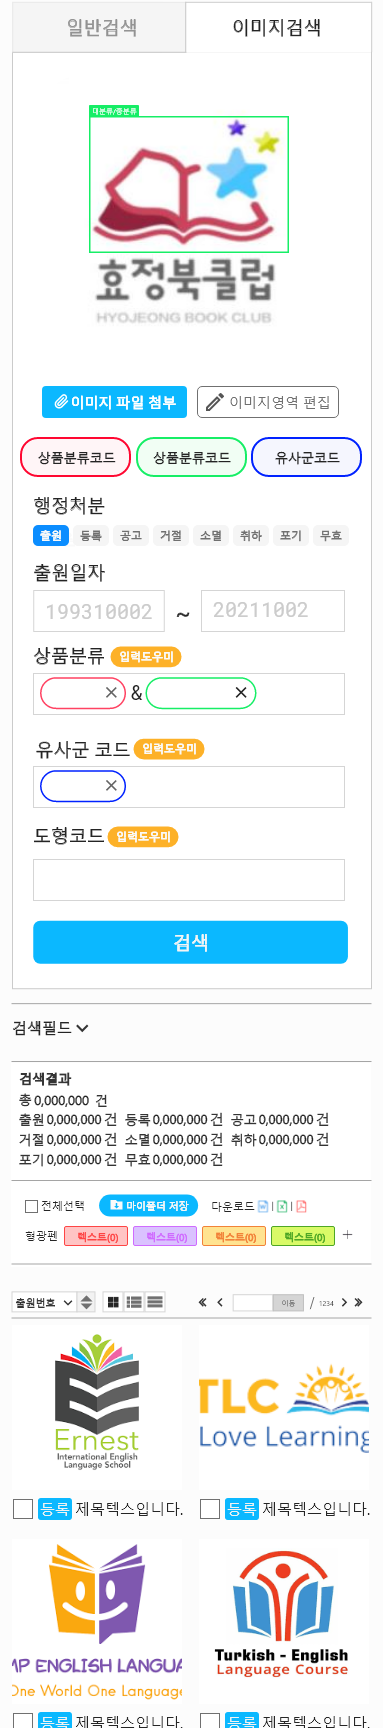 일반검색 이미지검색
대분류/중분류
효정북클럽
HYOJEONG BOOK CLUB
이미지 파일 첨부 이미지영역 편집
상품분류코드 상품분류코드 유사군코드
행정처분
출원 등록 공고 거절 소멸 취하 포기 무효
출원일자
199310002 ~ 20211002
상품분류 입력도우미
&
유사군 코드 입력도우미
도형코드 입력도우미
검색
검색필드
검색결과
총 0,000,000 건
출원 0,000,000 건 등록 0,000,000 건 공고 0,000,000 건
거절 0,000,000 건 소멸 0,000,000 건 취하 0,000,000 건
포기 0,000,000 건 무효 0,000,000 건
전체선택 마이폴더 저장 다운로드 | |
형광펜 텍스트(0) 텍스트(0) 텍스트(0) 텍스트(0) +
출원번호 이동 / 1234
Ernest
International English
Language School
TLC
Love Learning
등록 제목텍스입니다. 등록 제목텍스입니다.
MP ENGLISH LANGUA
One World One Language
Turkish - English
Language Course
등록 제목텍스입니다. 등록 제목텍스입니다.